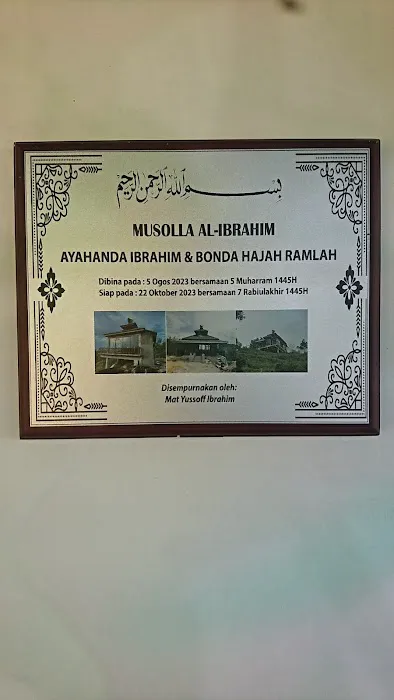 بسم الله الرحمن الرحيم
MUSOLLA AL-IBRAHIM
AYAHANDA IBRAHIM & BONDA HAJAH RAMLAH
Dibina pada : 5 Ogos 2023 bersamaan 5 Muharram 1445H
Siap pada : 22 Oktober 2023 bersamaan 7 Rabiulakhir 1445H
Disempurnakan oleh:
Mat Yussoff Ibrahim